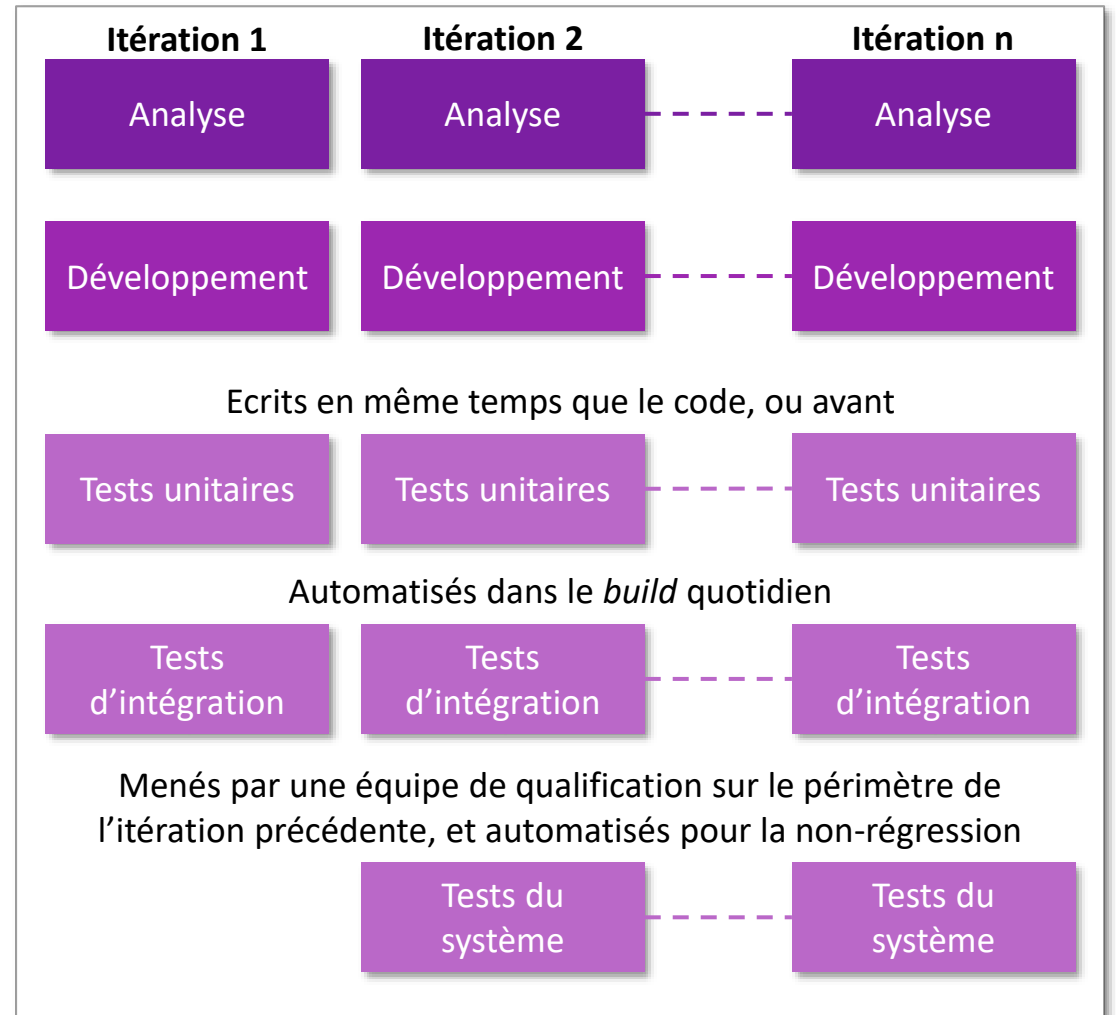 Itération 1 Itération 2 Itération n
Analyse Analyse Analyse
Développement Développement Développement
Ecrits en même temps que le code, ou avant
Tests unitaires Tests unitaires Tests unitaires
Automatisés dans le build quotidien
Tests Tests Tests
d’intégration d’intégration d’intégration
Menés par une équipe de qualification sur le périmètre de
l’itération précédente, et automatisés pour la non-régression
Tests du Tests du
système système